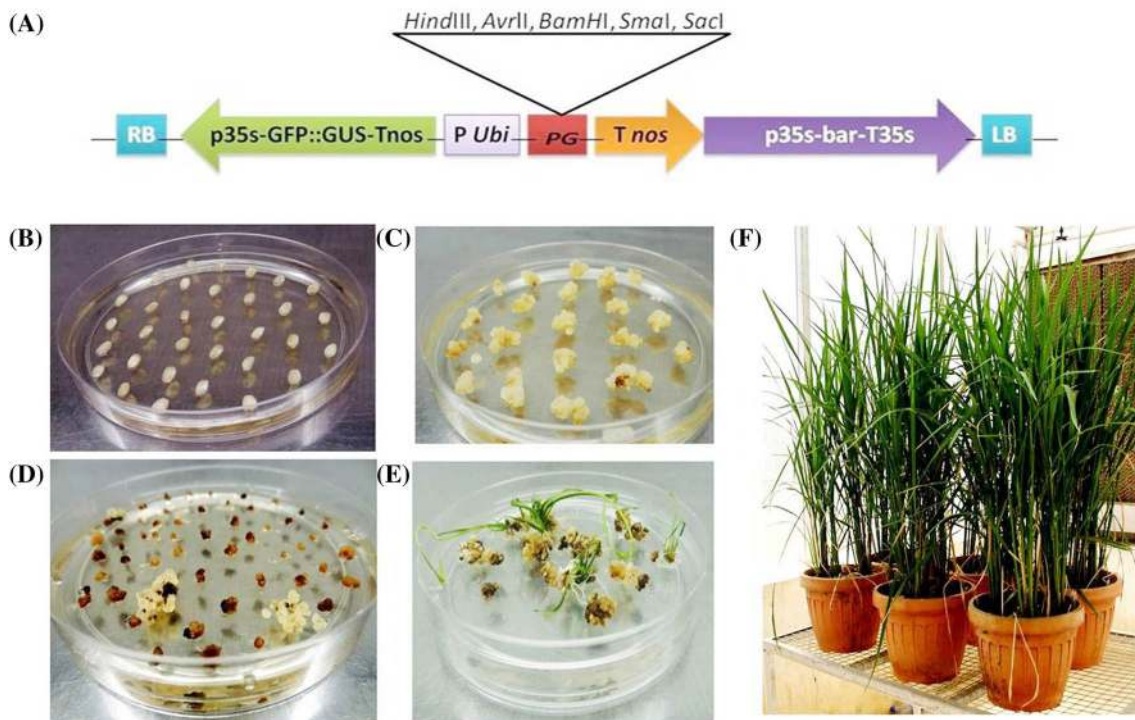 (A)
HindIII, AvrII, BamHI, SmaI, SacI
RB p35s-GFP::GUS-Tnos P Ubi PG T nos p35s-bar-T35s LB
(B) (C) (F)
(D) (E)